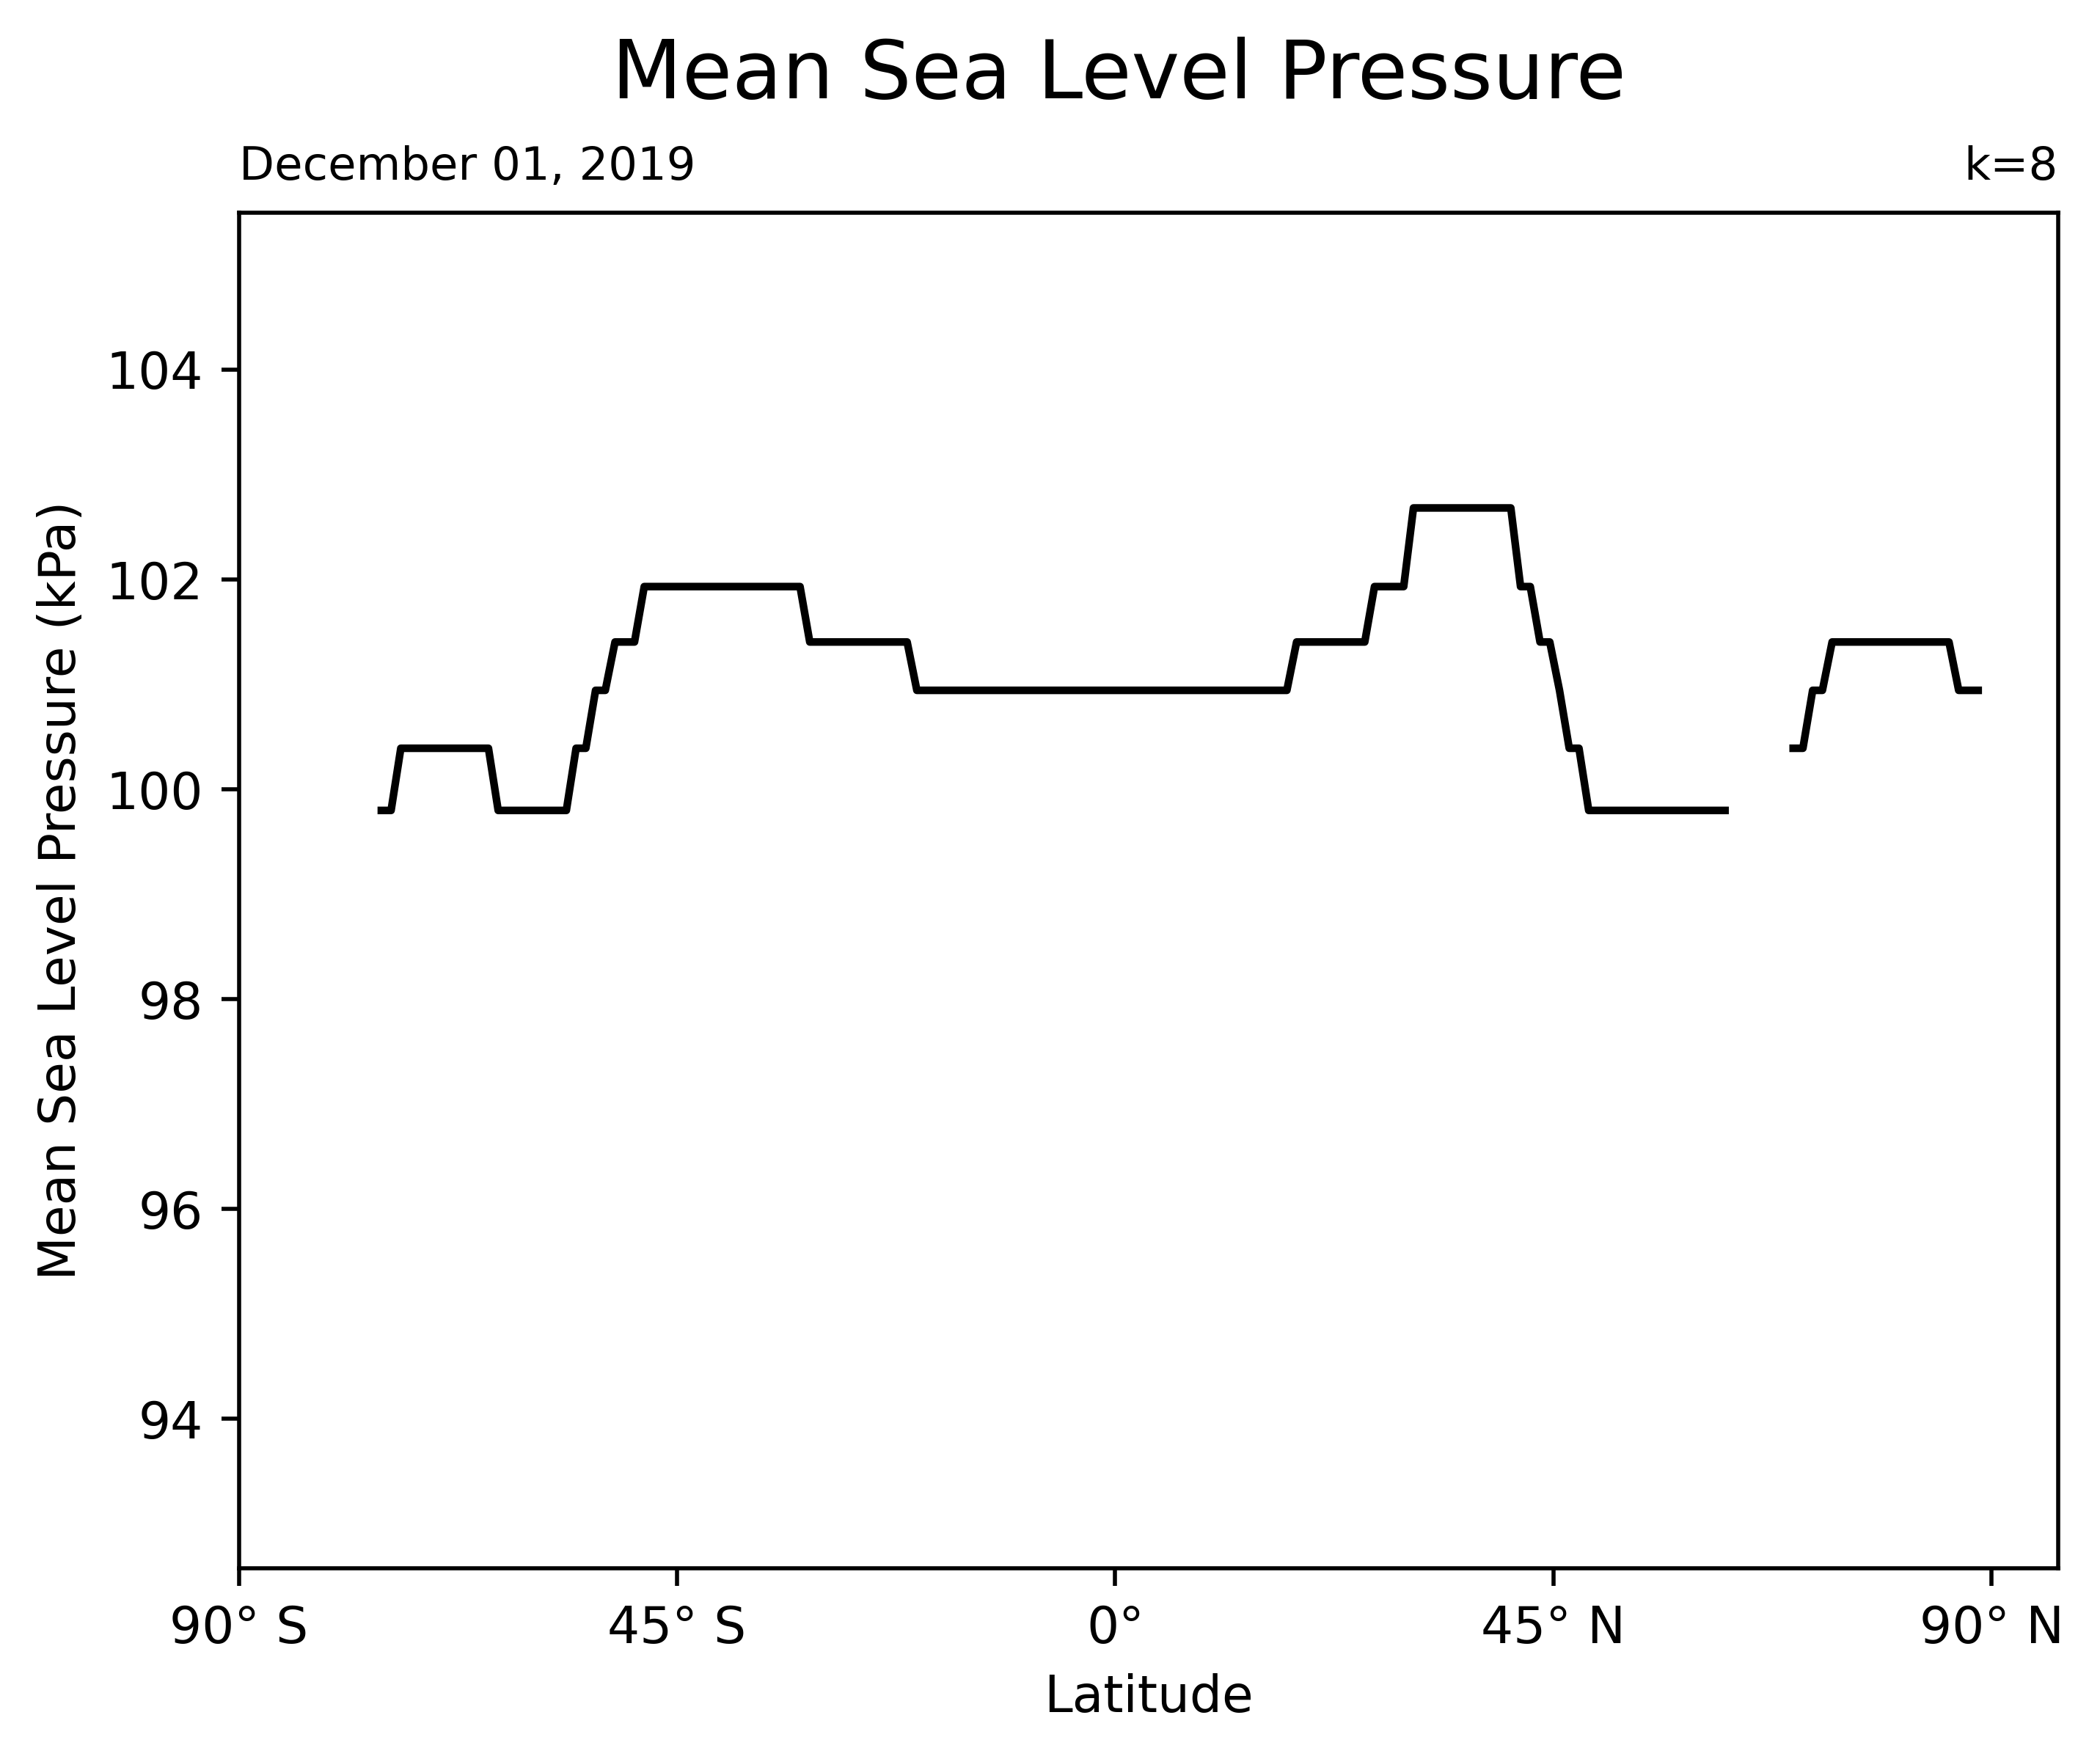 Mean Sea Level Pressure
December 01, 2019
k=8
104
102
100
98
96
94
Mean Sea Level Pressure (kPa)
90° S
45° S
0°
45° N
90° N
Latitude